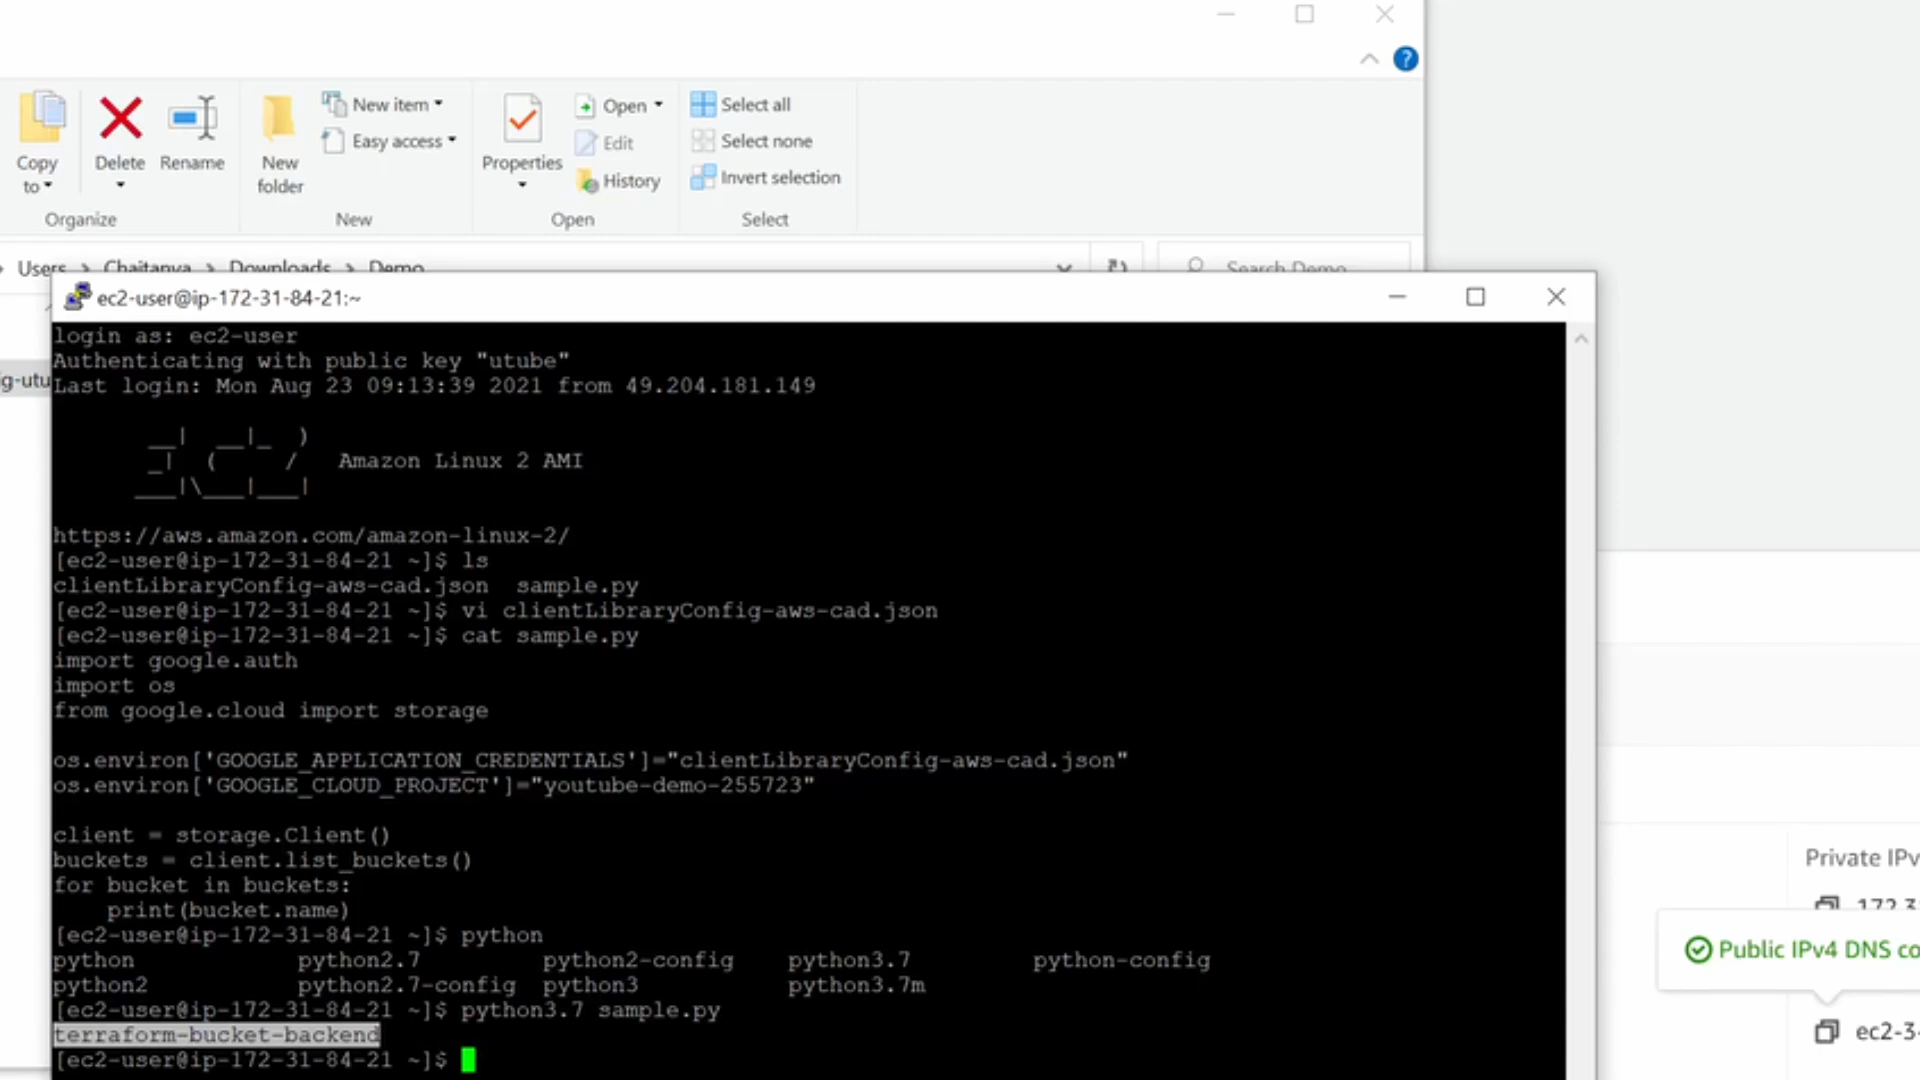 Copy to
Delete
Rename
New folder
New item
Easy access
Properties
Open
Edit
History
Select all
Select none
Invert selection
Organize
New
Open
Select
Users > Chaitanya > Downloads > Demo
Search Demo
ec2-user@ip-172-31-84-21:~
g-utu
login as: ec2-user
Authenticating with public key "utube"
Last login: Mon Aug 23 09:13:39 2021 from 49.204.181.149
__|  __|_  )
_|  (     /   Amazon Linux 2 AMI
___|\___|___|
https://aws.amazon.com/amazon-linux-2/
[ec2-user@ip-172-31-84-21 ~]$ ls
clientLibraryConfig-aws-cad.json  sample.py
[ec2-user@ip-172-31-84-21 ~]$ vi clientLibraryConfig-aws-cad.json
[ec2-user@ip-172-31-84-21 ~]$ cat sample.py
import google.auth
import os
from google.cloud import storage
os.environ['GOOGLE_APPLICATION_CREDENTIALS']="clientLibraryConfig-aws-cad.json"
os.environ['GOOGLE_CLOUD_PROJECT']="youtube-demo-255723"
client = storage.Client()
buckets = client.list_buckets()
for bucket in buckets:
    print(bucket.name)
[ec2-user@ip-172-31-84-21 ~]$ python
python            python2.7         python2-config    python3.7         python-config
python2           python2.7-config  python3           python3.7m
[ec2-user@ip-172-31-84-21 ~]$ python3.7 sample.py
terraform-bucket-backend
[ec2-user@ip-172-31-84-21 ~]$
Private IPv
172.3
Public IPv4 DNS co
ec2-3-